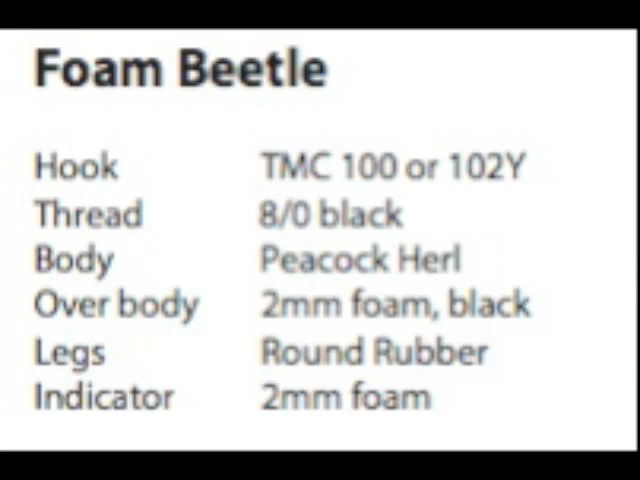 Foam Beetle
Hook TMC 100 or 102Y
Thread 8/0 black
Body Peacock Herl
Over body 2mm foam, black
Legs Round Rubber
Indicator 2mm foam